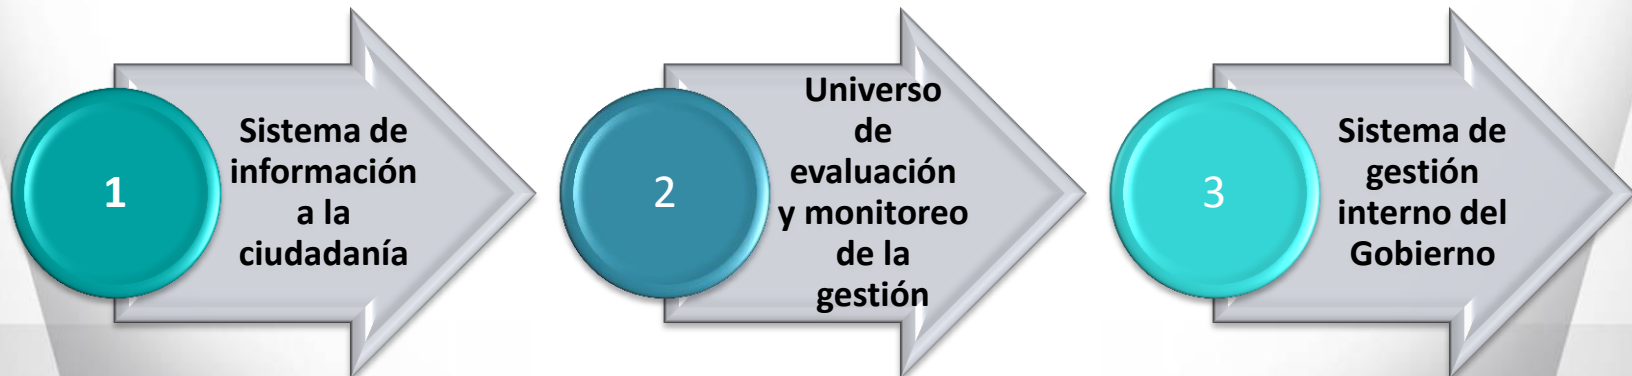 1
Sistema de
información
a la
ciudadanía
2
Universo
de
evaluación
y monitoreo
de la
gestión
3
Sistema de
gestión
interno del
Gobierno